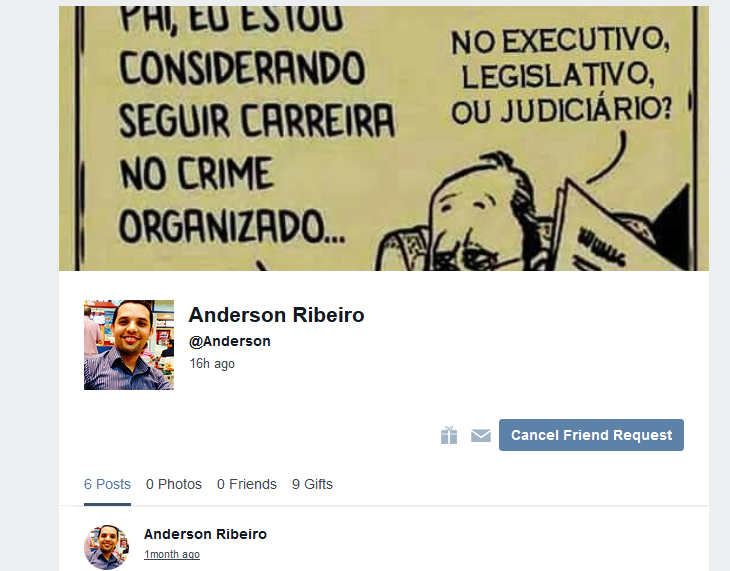 PAI, EU ESTOU
CONSIDERANDO
SEGUIR CARREIRA
NO CRIME
ORGANIZADO...
NO EXECUTIVO,
LEGISLATIVO,
OU JUDICIÁRIO?
Anderson Ribeiro
@Anderson
16h ago
Cancel Friend Request
6 Posts 0 Photos 0 Friends 9 Gifts
Anderson Ribeiro
1month ago